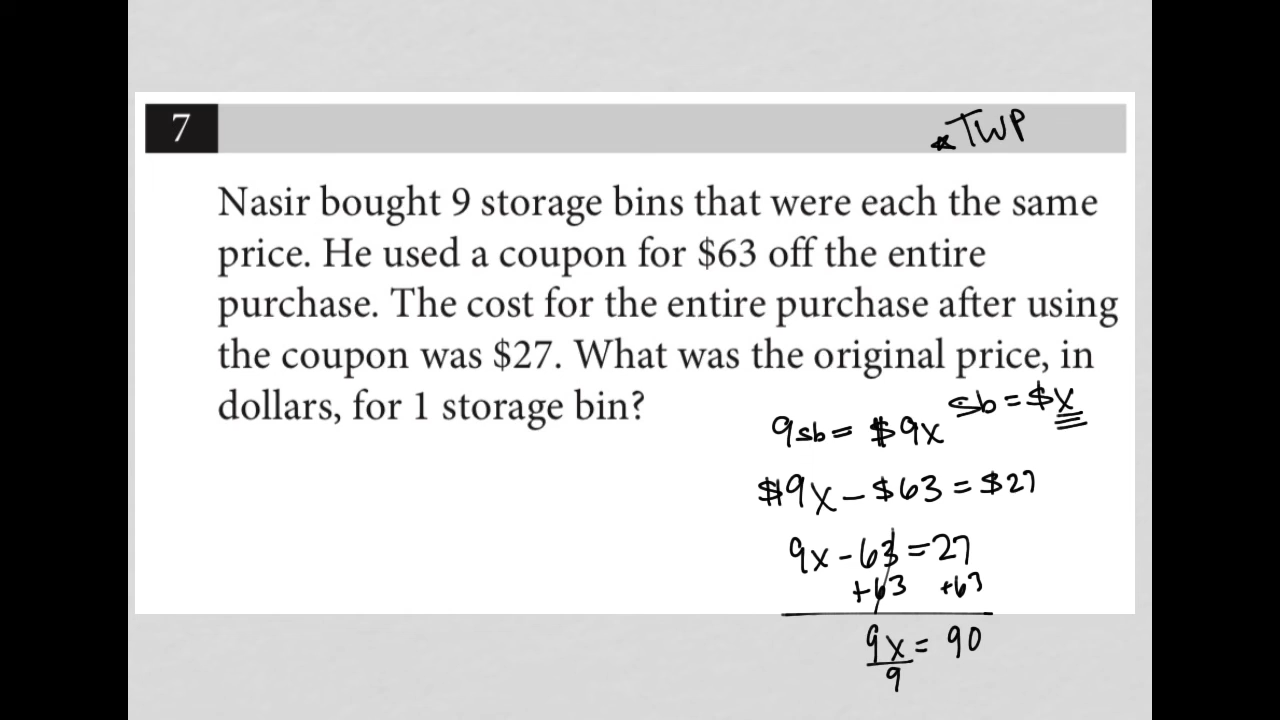 7
*TWP
Nasir bought 9 storage bins that were each the same
price. He used a coupon for $63 off the entire
purchase. The cost for the entire purchase after using
the coupon was $27. What was the original price, in
dollars, for 1 storage bin?
sb = $x
9sb = $9x
$9x - $63 = $27
9x - 63 = 27
+63 +63
9x = 90
9